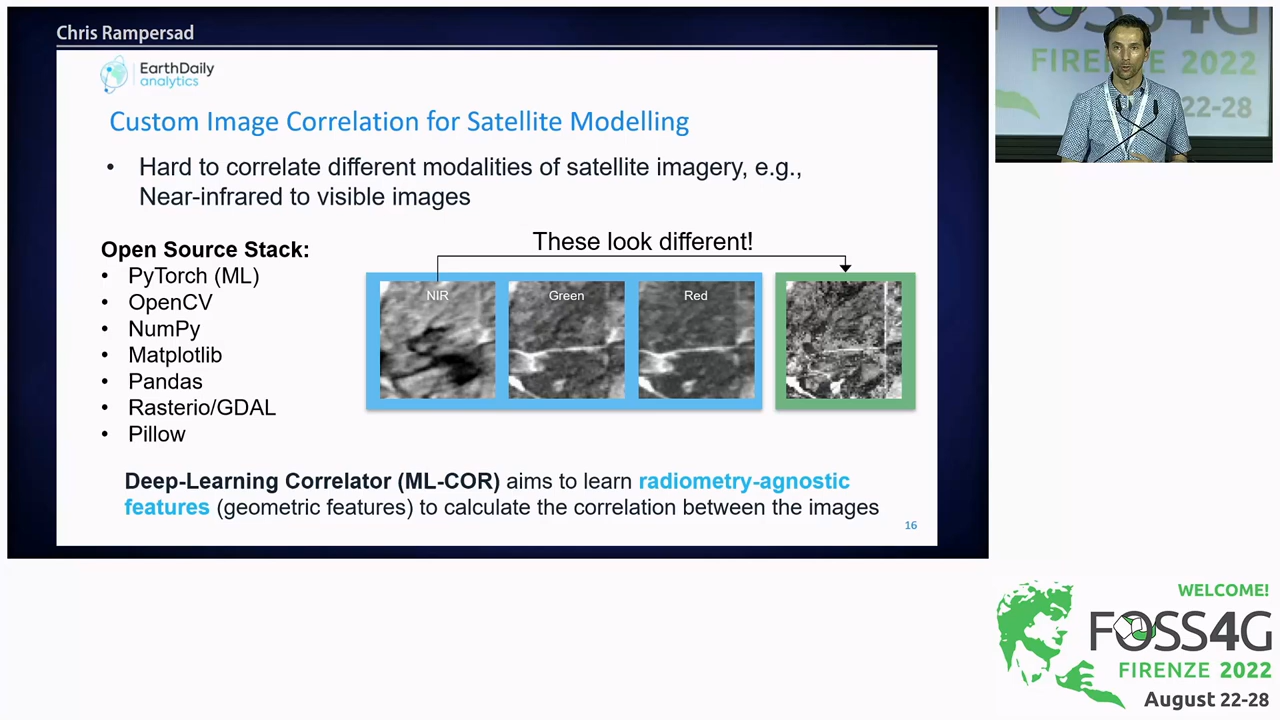 Chris Rampersad
EarthDaily
analytics
Custom Image Correlation for Satellite Modelling
• Hard to correlate different modalities of satellite imagery, e.g.,
Near-infrared to visible images
Open Source Stack:
• PyTorch (ML)
• OpenCV
• NumPy
• Matplotlib
• Pandas
• Rasterio/GDAL
• Pillow
These look different!
NIR
Green
Red
Deep-Learning Correlator (ML-COR) aims to learn radiometry-agnostic
features (geometric features) to calculate the correlation between the images
16
FOSS4G
FIRENZE 2022
22-28
WELCOME!
FOSS4G
FIRENZE 2022
August 22-28